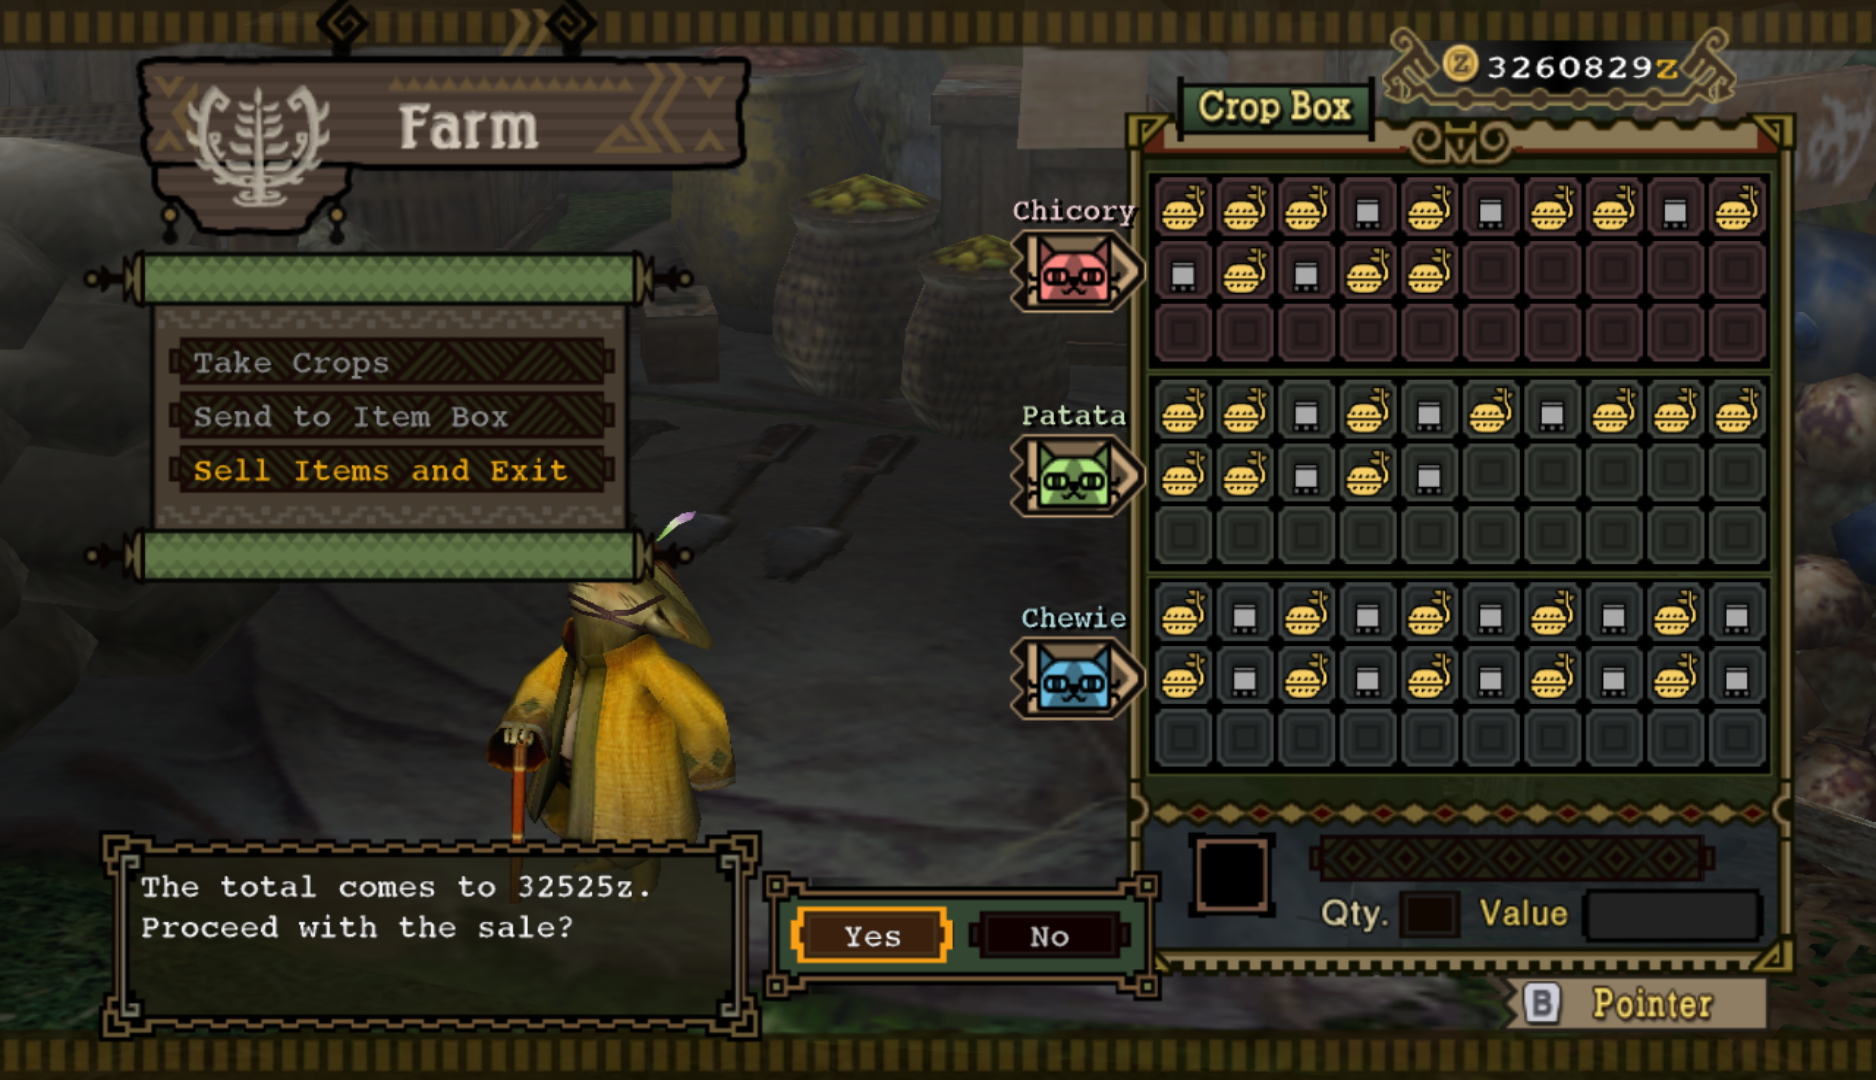 Farm
3260829z
Crop Box
Chicory
Take Crops
Send to Item Box
Sell Items and Exit
Patata
Chewie
The total comes to 32525z.
Proceed with the sale?
Yes
No
Qty.
Value
B Pointer